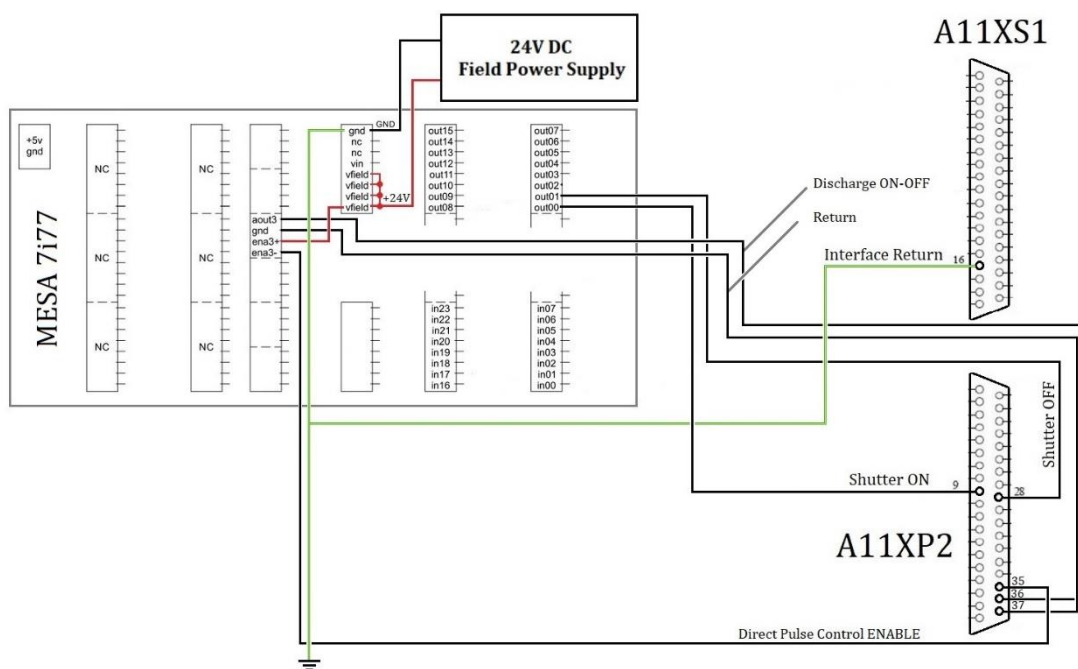 24V DC
Field Power Supply
A11XS1
MESA 7i77
+5v
gnd
NC
NC
NC
NC
NC
NC
aout3
gnd
ena3+
ena3-
GND
gnd
nc
nc
vin
vfield
vfield
vfield
vfield
+24V
out15
out14
out13
out12
out11
out10
out09
out08
out07
out06
out05
out04
out03
out02
out01
out00
in23
in22
in21
in20
in19
in18
in17
in16
in07
in06
in05
in04
in03
in02
in01
in00
Discharge ON-OFF
Return
Interface Return
16
Shutter OFF
Shutter ON
9
28
A11XP2
35
36
37
Direct Pulse Control ENABLE